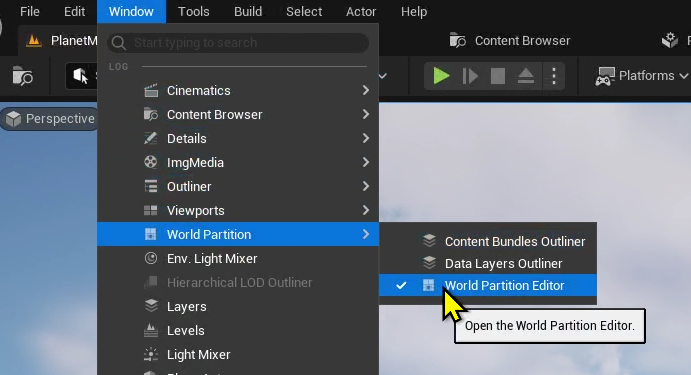 File Edit Window Tools Build Select Actor Help
PlanetM
Start typing to search
Content Browser
LOG
Platforms
Cinematics
Content Browser
Perspective
Details
ImgMedia
Outliner
Viewports
World Partition
Content Bundles Outliner
Env. Light Mixer
Data Layers Outliner
Hierarchical LOD Outliner
World Partition Editor
Layers
Open the World Partition Editor.
Levels
Light Mixer